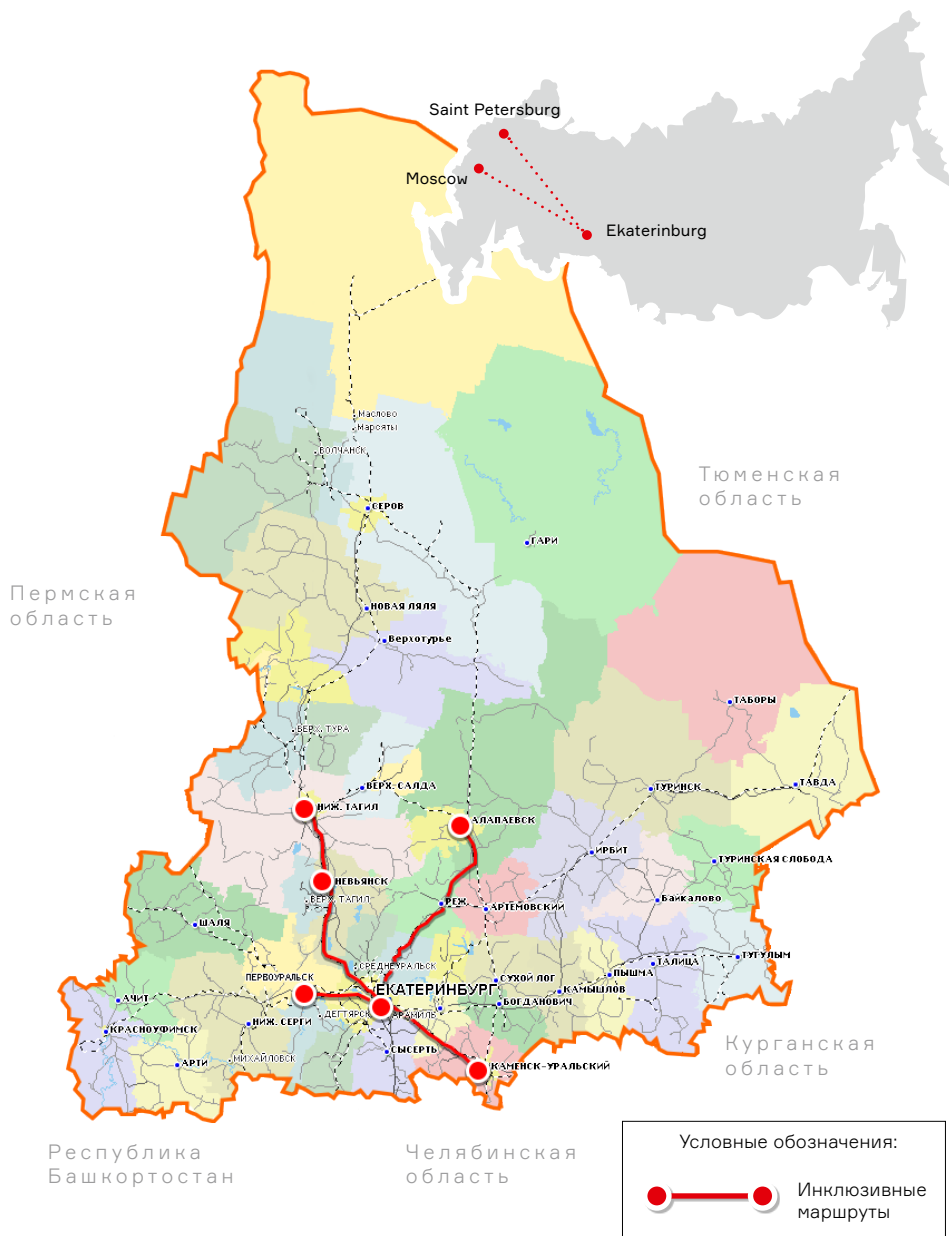 Saint Petersburg
Moscow
Ekaterinburg
Маслово
Марсяты
ВОЛЧАНСК
Тюменская
область
СЕРОВ
ГАРИ
Пермская
область
НОВАЯ ЛЯЛЯ
Верхотурье
ТАБОРЫ
ВЕРХ. ТУРА
ВЕРХ. САЛДА
ТУРИНСК
ТАВДА
НИЖ. ТАГИЛ
АЛАПАЕВСК
ИРБИТ
ТУРИНСКАЯ СЛОБОДА
НЕВЬЯНСК
ВЕРХ. ТАГИЛ
РЕЖ
АРТЕМОВСКИЙ
Байкалово
ШАЛЯ
СРЕДНЕУРАЛЬСК
ТУГУЛЫМ
ТАЛИЦА
ПЕРВОУРАЛЬСК
СУХОЙ ЛОГ
ПЫШМА
ЕКАТЕРИНБУРГ
КАМЫШЛОВ
АЧИТ
БОГДАНОВИЧ
ДЕГТЯРСК
АРАМИЛЬ
КРАСНОУФИМСК
НИЖ. СЕРГИ
СЫСЕРТЬ
Курганская
область
АРТИ
МИХАЙЛОВСК
КАМЕНСК-УРАЛЬСКИЙ
Республика
Башкортостан
Челябинская
область
Условные обозначения:
Инклюзивные
маршруты